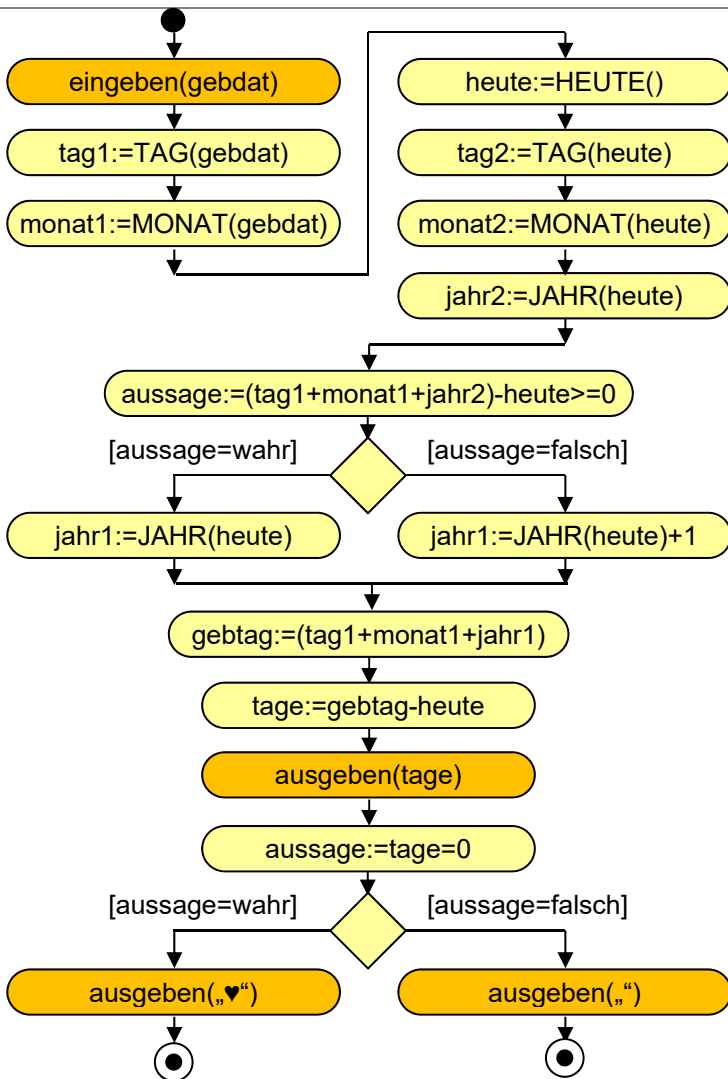 eingeben(gebdat)
tag1:=TAG(gebdat)
monat1:=MONAT(gebdat)
heute:=HEUTE()
tag2:=TAG(heute)
monat2:=MONAT(heute)
jahr2:=JAHR(heute)
aussage:=(tag1+monat1+jahr2)-heute>=0
[aussage=wahr]
[aussage=falsch]
jahr1:=JAHR(heute)
jahr1:=JAHR(heute)+1
gebtag:=(tag1+monat1+jahr1)
tage:=gebtag-heute
ausgeben(tage)
aussage:=tage=0
[aussage=wahr]
[aussage=falsch]
ausgeben(„♥“)
ausgeben(„“)